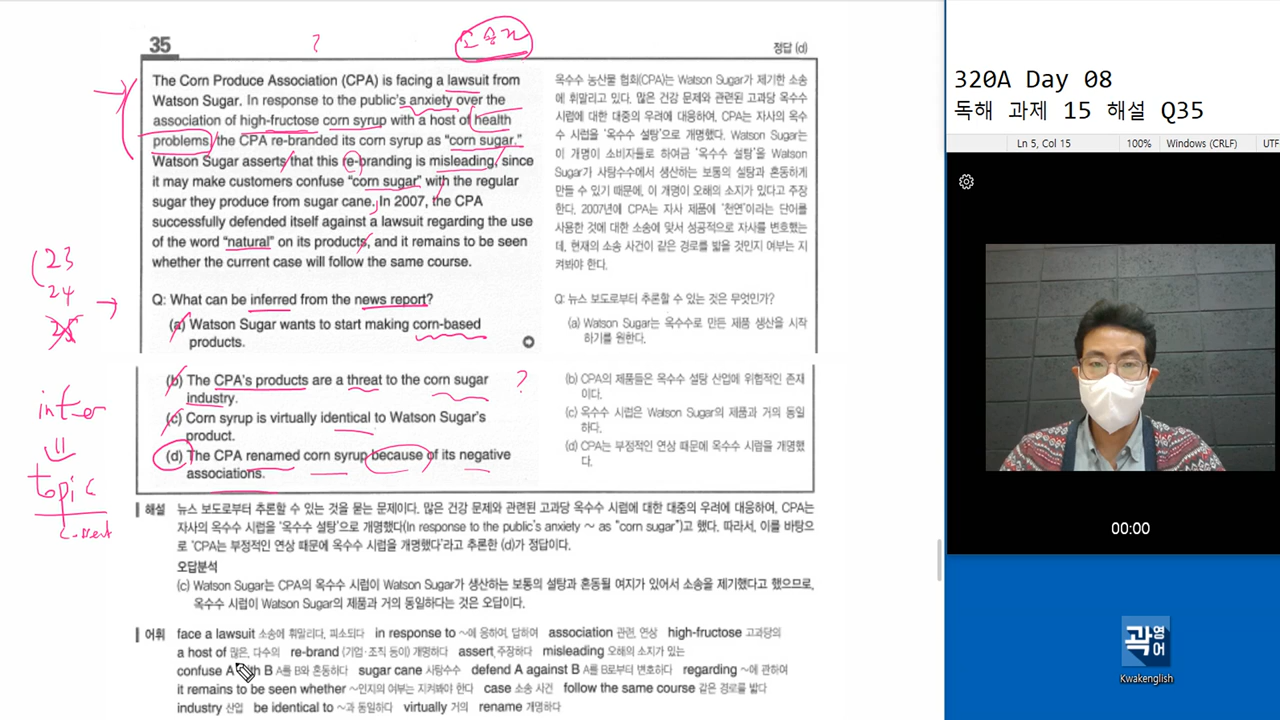 35
?
소송건
정답 (d)
The Corn Produce Association (CPA) is facing a lawsuit from
Watson Sugar. In response to the public's anxiety over the
association of high-fructose corn syrup with a host of health
problems, the CPA re-branded its corn syrup as “corn sugar.”
Watson Sugar asserts that this re-branding is misleading, since
it may make customers confuse “corn sugar” with the regular
sugar they produce from sugar cane. In 2007, the CPA
successfully defended itself against a lawsuit regarding the use
of the word “natural” on its products, and it remains to be seen
whether the current case will follow the same course.
Q: What can be inferred from the news report?
(a) Watson Sugar wants to start making corn-based
products.
(b) The CPA's products are a threat to the corn sugar
industry.
?
(c) Corn syrup is virtually identical to Watson Sugar's
product.
(d) The CPA renamed corn syrup because of its negative
associations.
옥수수 농산물 협회(CPA)는 Watson Sugar가 제기한 소송
에 휘말리고 있다. 많은 건강 문제와 관련된 고과당 옥수수
시럽에 대한 대중의 우려에 대응하여, CPA는 자사의 옥수
수 시럽을 ‘옥수수 설탕’으로 개명했다. Watson Sugar는
이 개명이 소비자들로 하여금 ‘옥수수 설탕’을 Watson
Sugar가 사탕수수에서 생산하는 보통의 설탕과 혼동하게
만들 수 있기 때문에, 이 개명이 오해의 소지가 있다고 주장
한다. 2007년에 CPA는 자사 제품에 ‘천연’이라는 단어를
사용한 것에 대한 소송에 맞서 성공적으로 자사를 변호했는
데, 현재의 소송 사건이 같은 경로를 밟을 것인지 여부는 지
켜봐야 한다.
Q: 뉴스 보도로부터 추론할 수 있는 것은 무엇인가?
(a) Watson Sugar는 옥수수로 만든 제품 생산을 시작
하기를 원한다.
(b) CPA의 제품들은 옥수수 설탕 산업에 위협적인 존재
이다.
(c) 옥수수 시럽은 Watson Sugar의 제품과 거의 동일
하다.
(d) CPA는 부정적인 연상 때문에 옥수수 시럽을 개명했
다.
23
24
25
infer
topic
current
해설 뉴스 보도로부터 추론할 수 있는 것을 묻는 문제이다. 많은 건강 문제와 관련된 고과당 옥수수 시럽에 대한 대중의 우려에 대응하여, CPA는
자사의 옥수수 시럽을 ‘옥수수 설탕’으로 개명했다(In response to the public's anxiety ~ as “corn sugar”)고 했다. 따라서, 이를 바탕으
로 ‘CPA는 부정적인 연상 때문에 옥수수 시럽을 개명했다’라고 추론한 (d)가 정답이다.
오답분석
(c) Watson Sugar는 CPA의 옥수수 시럽이 Watson Sugar가 생산하는 보통의 설탕과 혼동될 여지가 있어서 소송을 제기했다고 했으므로,
옥수수 시럽이 Watson Sugar의 제품과 거의 동일하다는 것은 오답이다.
어휘 face a lawsuit 소송에 휘말리다, 피소되다 in response to ~에 응하여, 답하여 association 관련, 연상 high-fructose 고과당의
a host of 많은, 다수의 re-brand (기업·조직 등이) 개명하다 assert 주장하다 misleading 오해의 소지가 있는
confuse A with B A를 B와 혼동하다 sugar cane 사탕수수 defend A against B A를 B로부터 변호하다 regarding ~에 관하여
it remains to be seen whether ~인지의 여부는 지켜봐야 한다 case 소송 사건 follow the same course 같은 경로를 밟다
industry 산업 be identical to ~과 동일하다 virtually 거의 rename 개명하다
320A Day 08
독해 과제 15 해설 Q35
Ln 5, Col 15 100% Windows (CRLF) UTF
00:00
곽영어
Kwakenglish